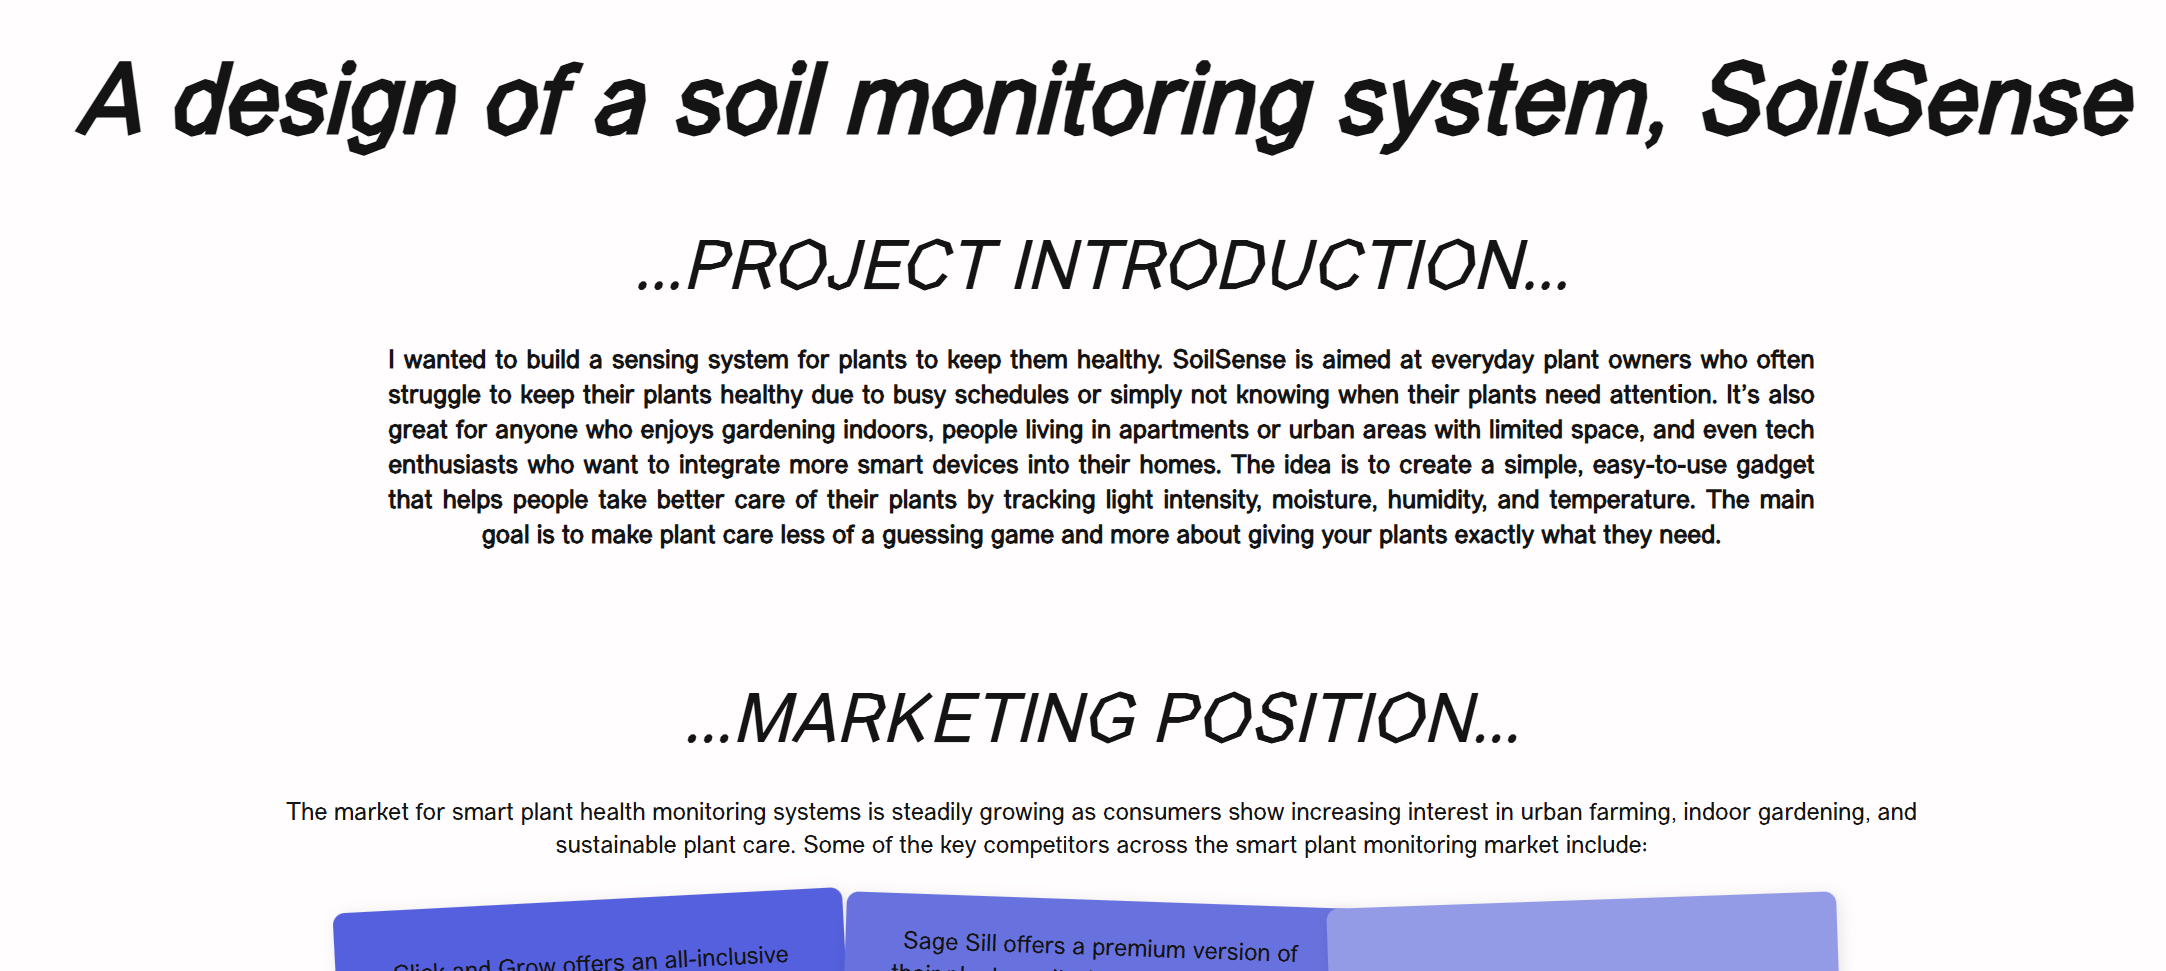 A design of a soil monitoring system, SoilSense
...PROJECT INTRODUCTION...
I wanted to build a sensing system for plants to keep them healthy. SoilSense is aimed at everyday plant owners who often
struggle to keep their plants healthy due to busy schedules or simply not knowing when their plants need attention. It’s also
great for anyone who enjoys gardening indoors, people living in apartments or urban areas with limited space, and even tech
enthusiasts who want to integrate more smart devices into their homes. The idea is to create a simple, easy-to-use gadget
that helps people take better care of their plants by tracking light intensity, moisture, humidity, and temperature. The main
goal is to make plant care less of a guessing game and more about giving your plants exactly what they need.
...MARKETING POSITION...
The market for smart plant health monitoring systems is steadily growing as consumers show increasing interest in urban farming, indoor gardening, and
sustainable plant care. Some of the key competitors across the smart plant monitoring market include:
Click and Grow offers an all-inclusive
Sage Sill offers a premium version of